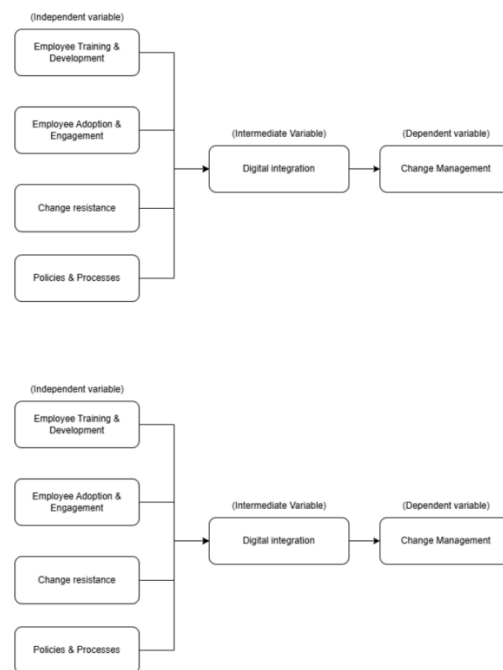 (Independent variable)
Employee Training &
Development
Employee Adoption &
Engagement
(Intermediate Variable)
(Dependent variable)
Digital integration
Change Management
Change resistance
Policies & Processes
(Independent variable)
Employee Training &
Development
Employee Adoption &
Engagement
(Intermediate Variable)
(Dependent variable)
Digital integration
Change Management
Change resistance
Policies & Processes